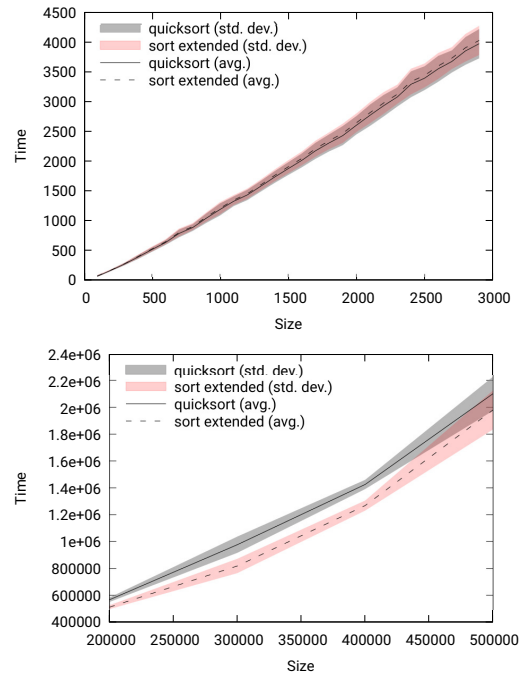 4500
4000
3500
3000
2500
2000
1500
1000
500
0
Time
quicksort (std. dev.)
sort extended (std. dev.)
quicksort (avg.)
sort extended (avg.)
0 500 1000 1500 2000 2500 3000
Size
2.4e+06
2.2e+06
2e+06
1.8e+06
1.6e+06
1.4e+06
1.2e+06
1e+06
800000
600000
400000
Time
quicksort (std. dev.)
sort extended (std. dev.)
quicksort (avg.)
sort extended (avg.)
200000 250000 300000 350000 400000 450000 500000
Size